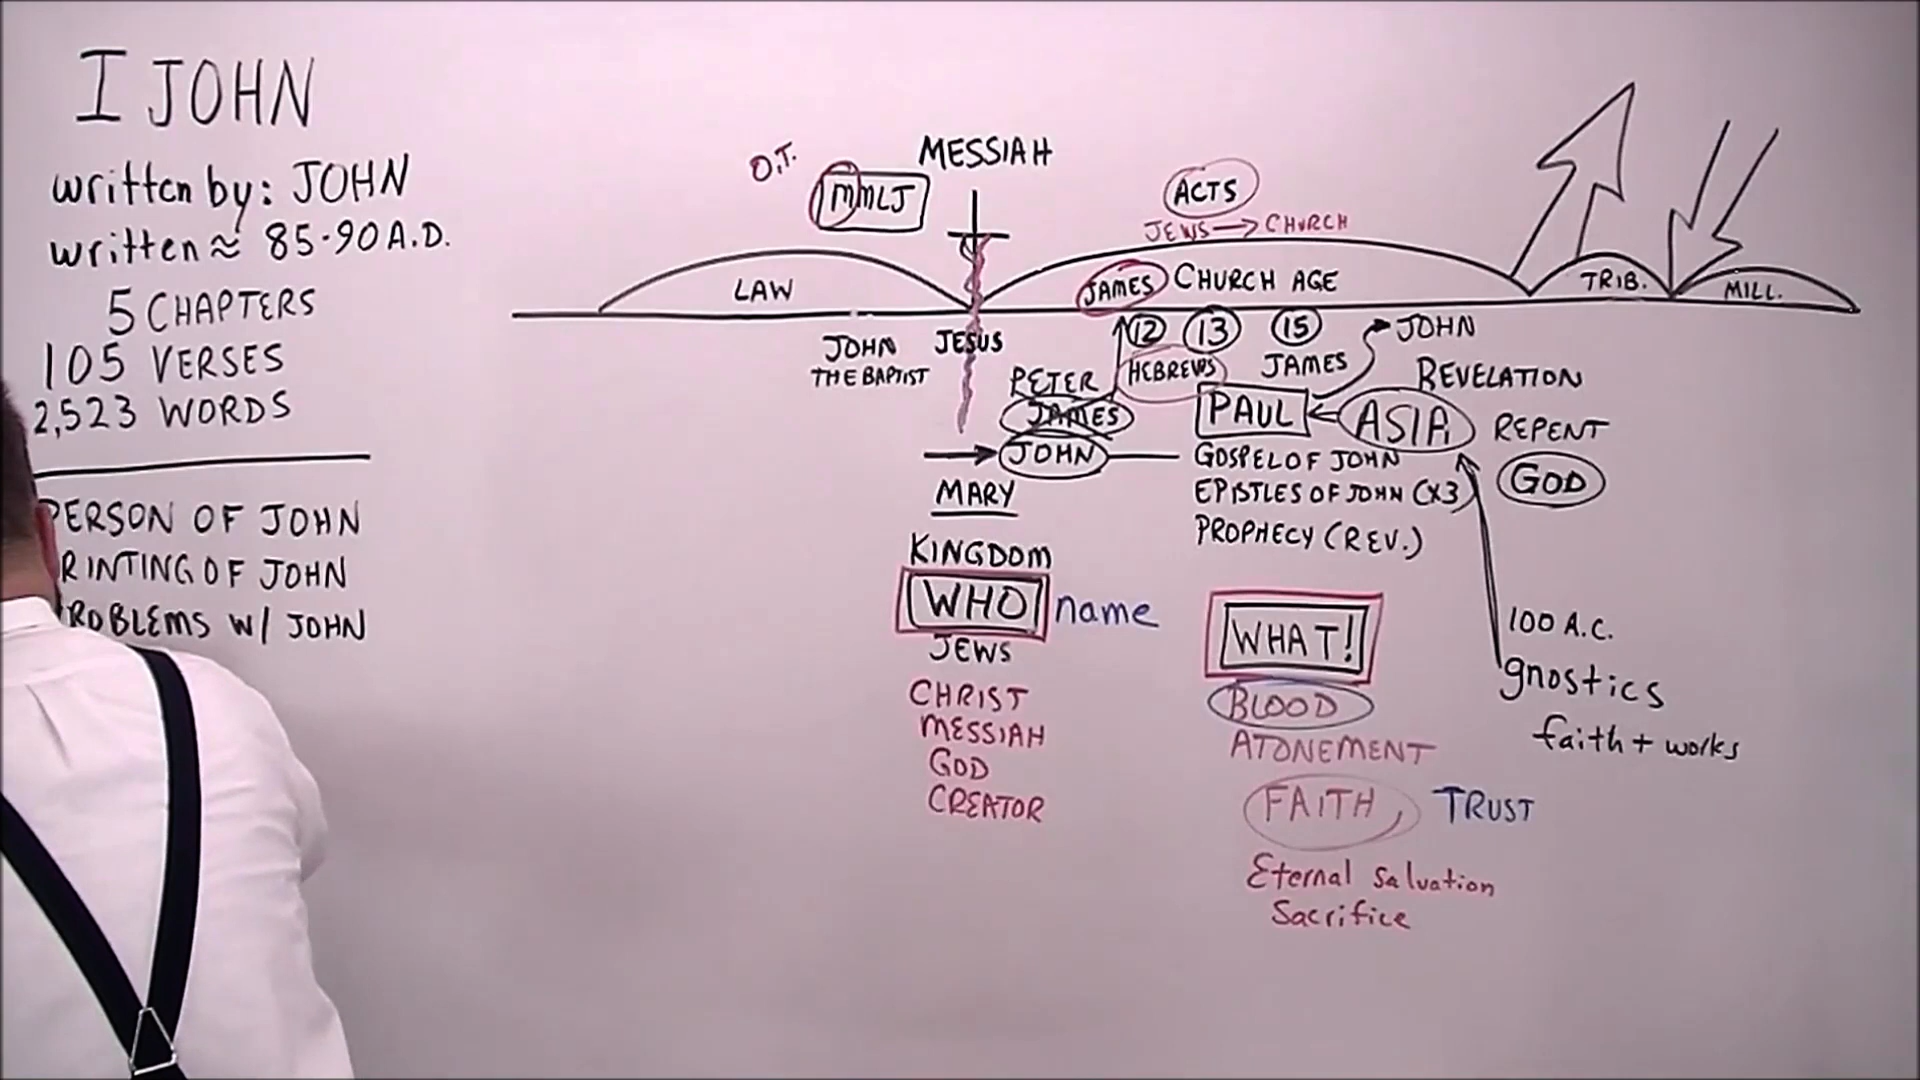 I JOHN
written by: JOHN
written ≈ 85-90 A.D.
5 CHAPTERS
105 VERSES
2,523 WORDS
PERSON OF JOHN
RINTING OF JOHN
ROBLEMS W/ JOHN
O.T.
MMLJ
MESSIAH
ACTS
JEWS → CHURCH
LAW
JAMES CHURCH AGE
TRIB.
MILL.
JOHN
THE BAPTIST
JESUS
12 13 15
HEBREWS
JAMES
JOHN
REVELATION
PETER
JAMES
JOHN
PAUL
ASIA
REPENT
GOD
GOSPEL OF JOHN
EPISTLES OF JOHN (X3)
PROPHECY (REV.)
MARY
KINGDOM
WHO name
JEWS
CHRIST
MESSIAH
GOD
CREATOR
WHAT!
BLOOD
ATONEMENT
FAITH, TRUST
Eternal Salvation
Sacrifice
100 A.C.
gnostics
faith + works